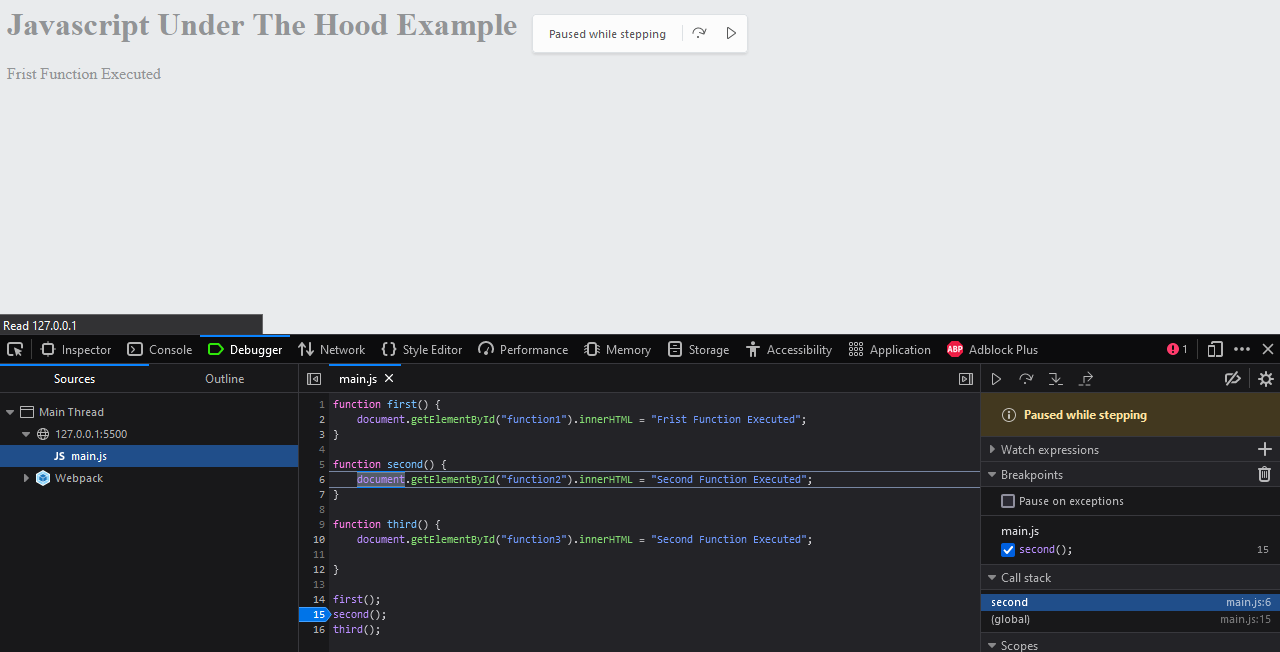 Javascript Under The Hood Example
Paused while stepping
Frist Function Executed
Read 127.0.0.1
Inspector Console Debugger Network Style Editor Performance Memory Storage Accessibility Application ABP Adblock Plus 1
Sources Outline
main.js
Main Thread
127.0.0.1:5500
JS main.js
Webpack
1 function first() {
2 document.getElementById("function1").innerHTML = "Frist Function Executed";
3 }
4
5 function second() {
6 document.getElementById("function2").innerHTML = "Second Function Executed";
7 }
8
9 function third() {
10 document.getElementById("function3").innerHTML = "Second Function Executed";
11
12 }
13
14 first();
15 second();
16 third();
Paused while stepping
Watch expressions
Breakpoints
Pause on exceptions
main.js
second(); 15
Call stack
second main.js:6
(global) main.js:15
Scopes